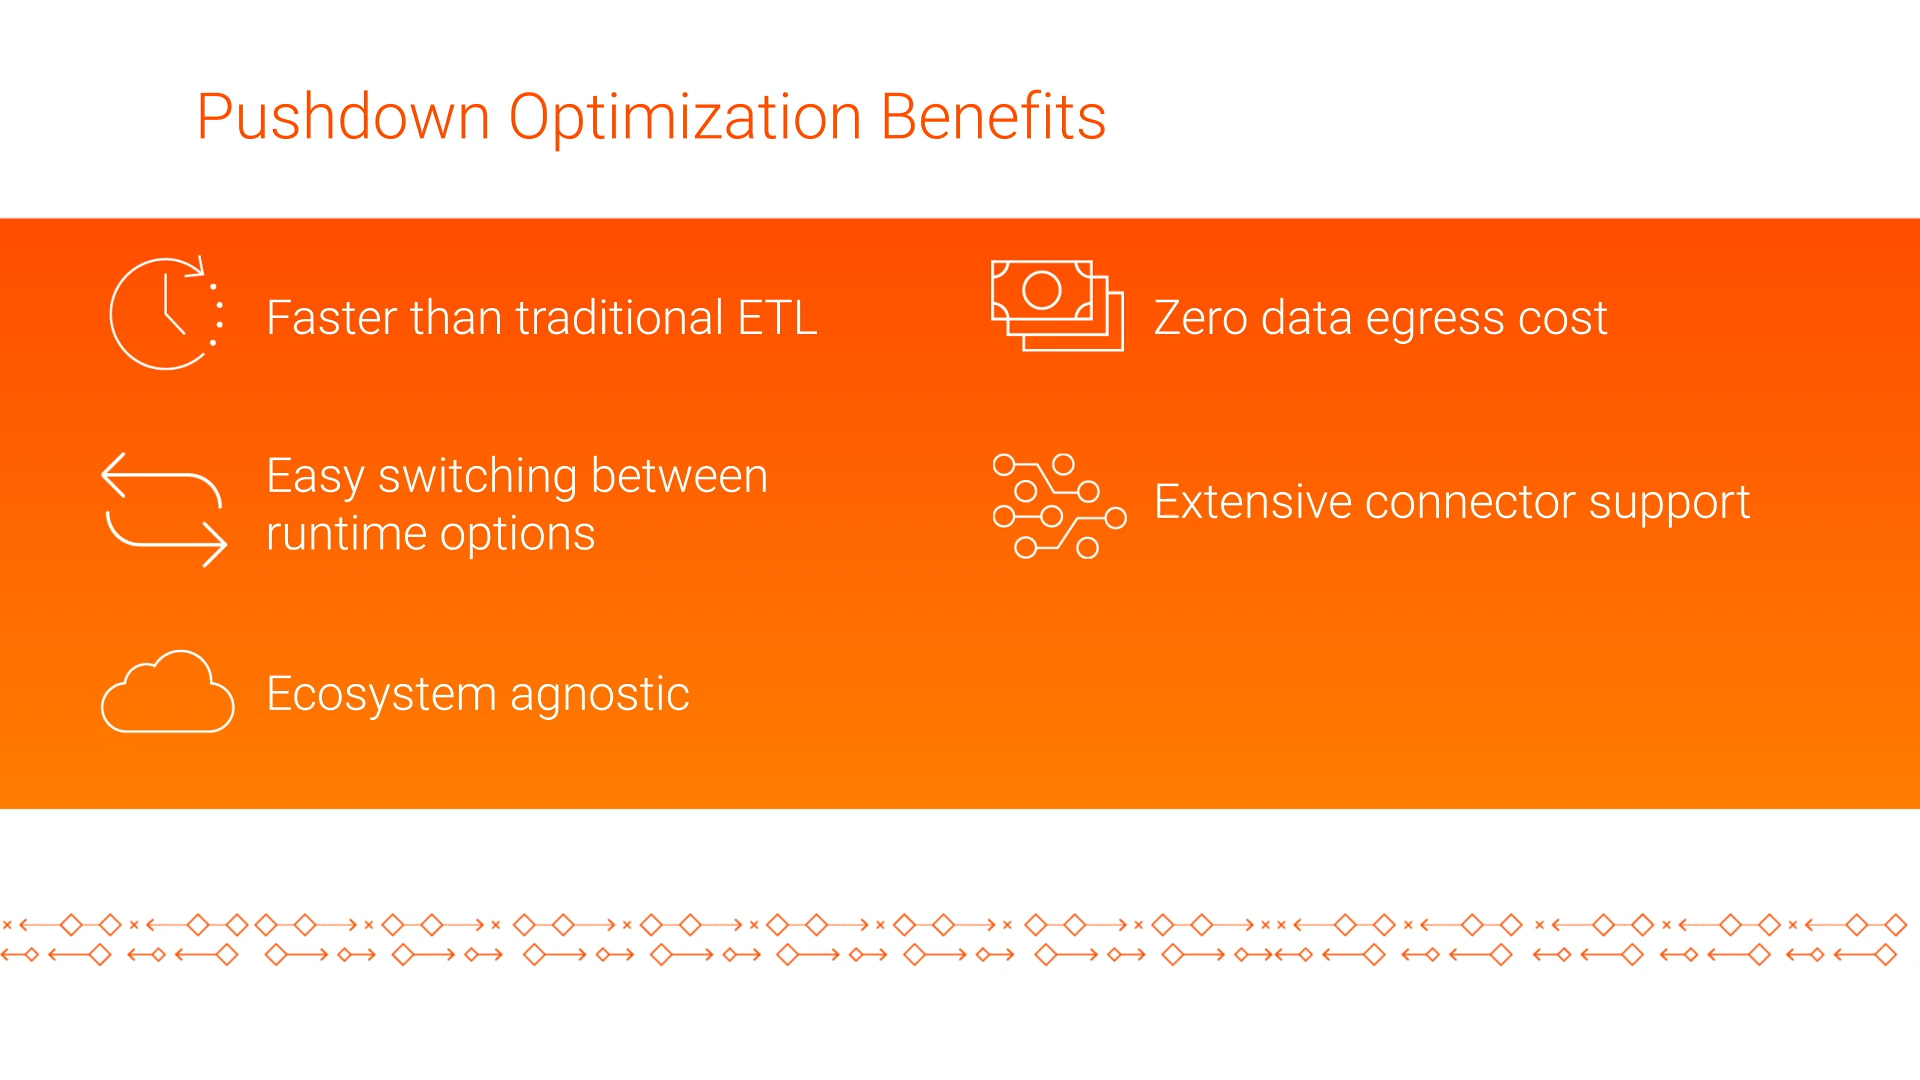 Pushdown Optimization Benefits
Faster than traditional ETL
Zero data egress cost
Easy switching between
runtime options
Extensive connector support
Ecosystem agnostic